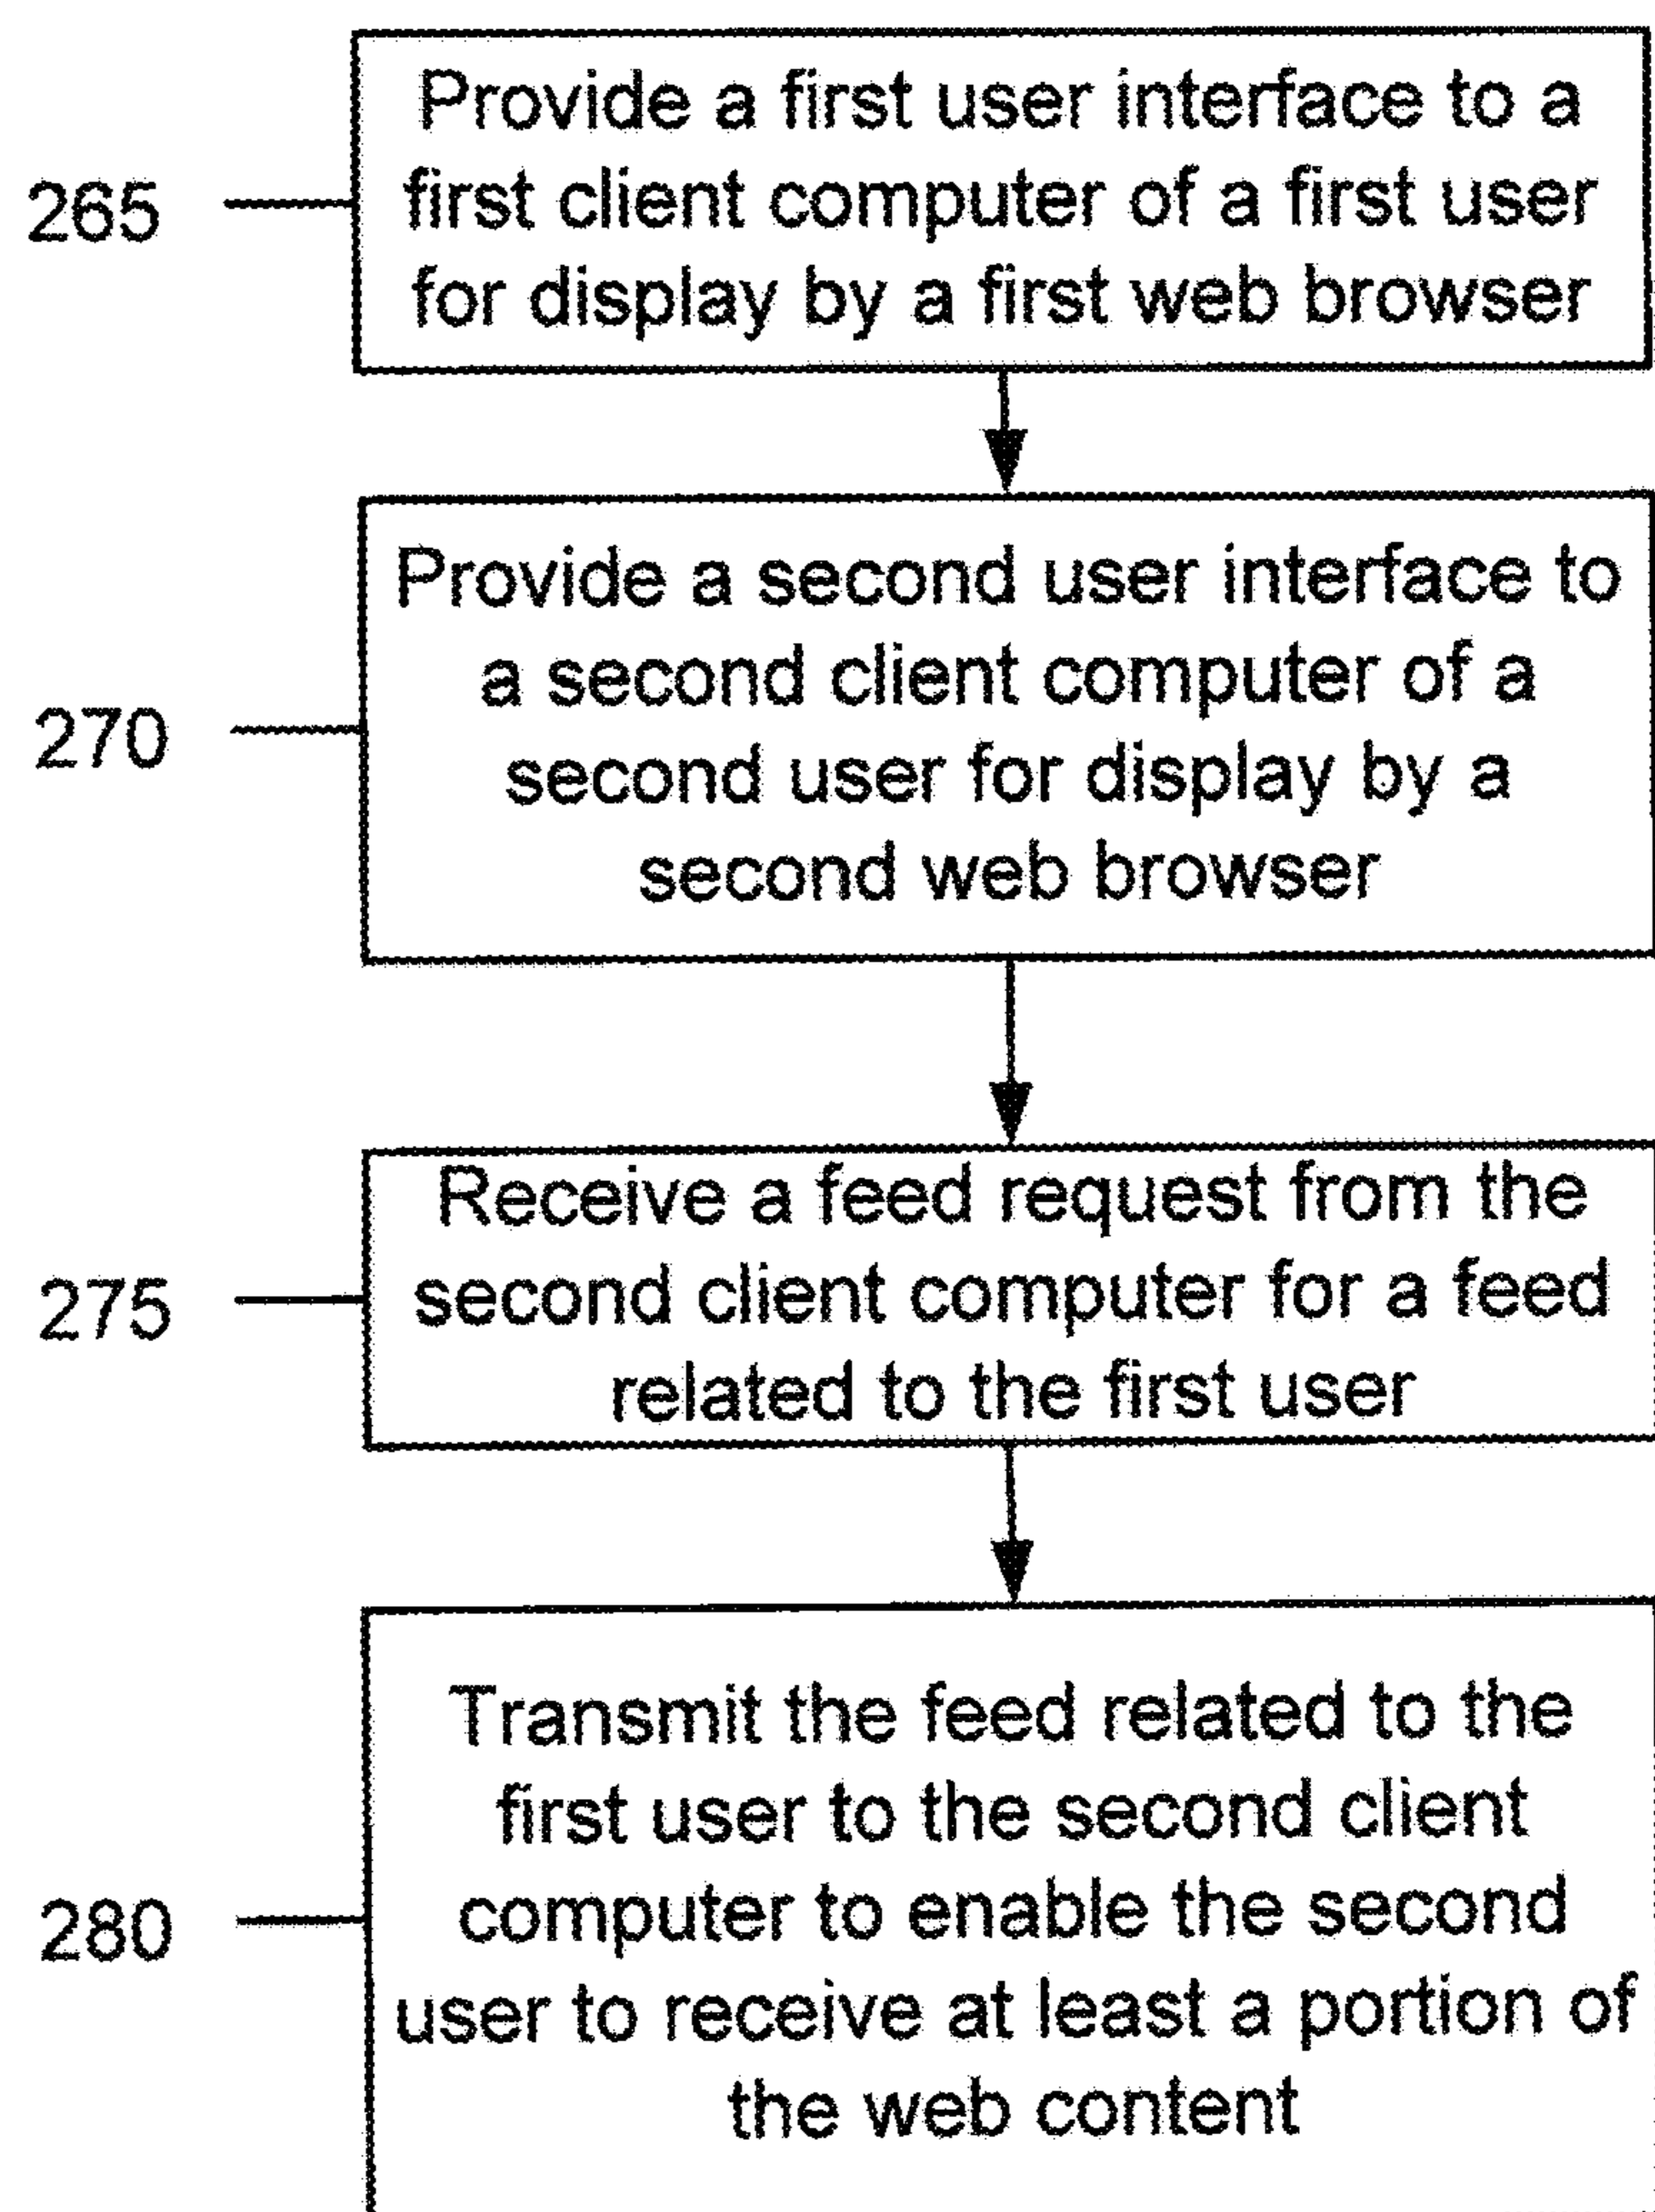 265
Provide a first user interface to a
first client computer of a first user
for display by a first web browser
270
Provide a second user interface to
a second client computer of a
second user for display by a
second web browser
275
Receive a feed request from the
second client computer for a feed
related to the first user
280
Transmit the feed related to the
first user to the second client
computer to enable the second
user to receive at least a portion of
the web content